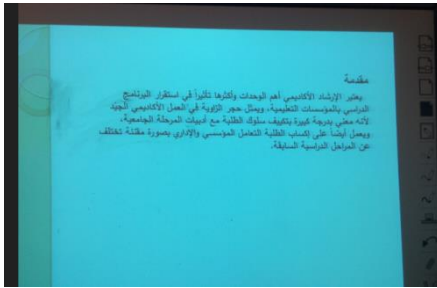 مقدمة
يعتبر الإرشاد الأكاديمي أهم الوحدات وأكثرها تأثيراً في استقرار البرنامج
الدراسي بالمؤسسات التعليمية، ويمثل حجر الزاوية في العمل الأكاديمي الجيد
لأنه معني بدرجة كبيرة بتكييف سلوك الطلبة مع أدبيات المرحلة الجامعية،
ويعمل أيضاً على إكساب الطلبة التعامل المؤسسي والإداري بصورة مقننة تختلف
عن المراحل الدراسية السابقة.